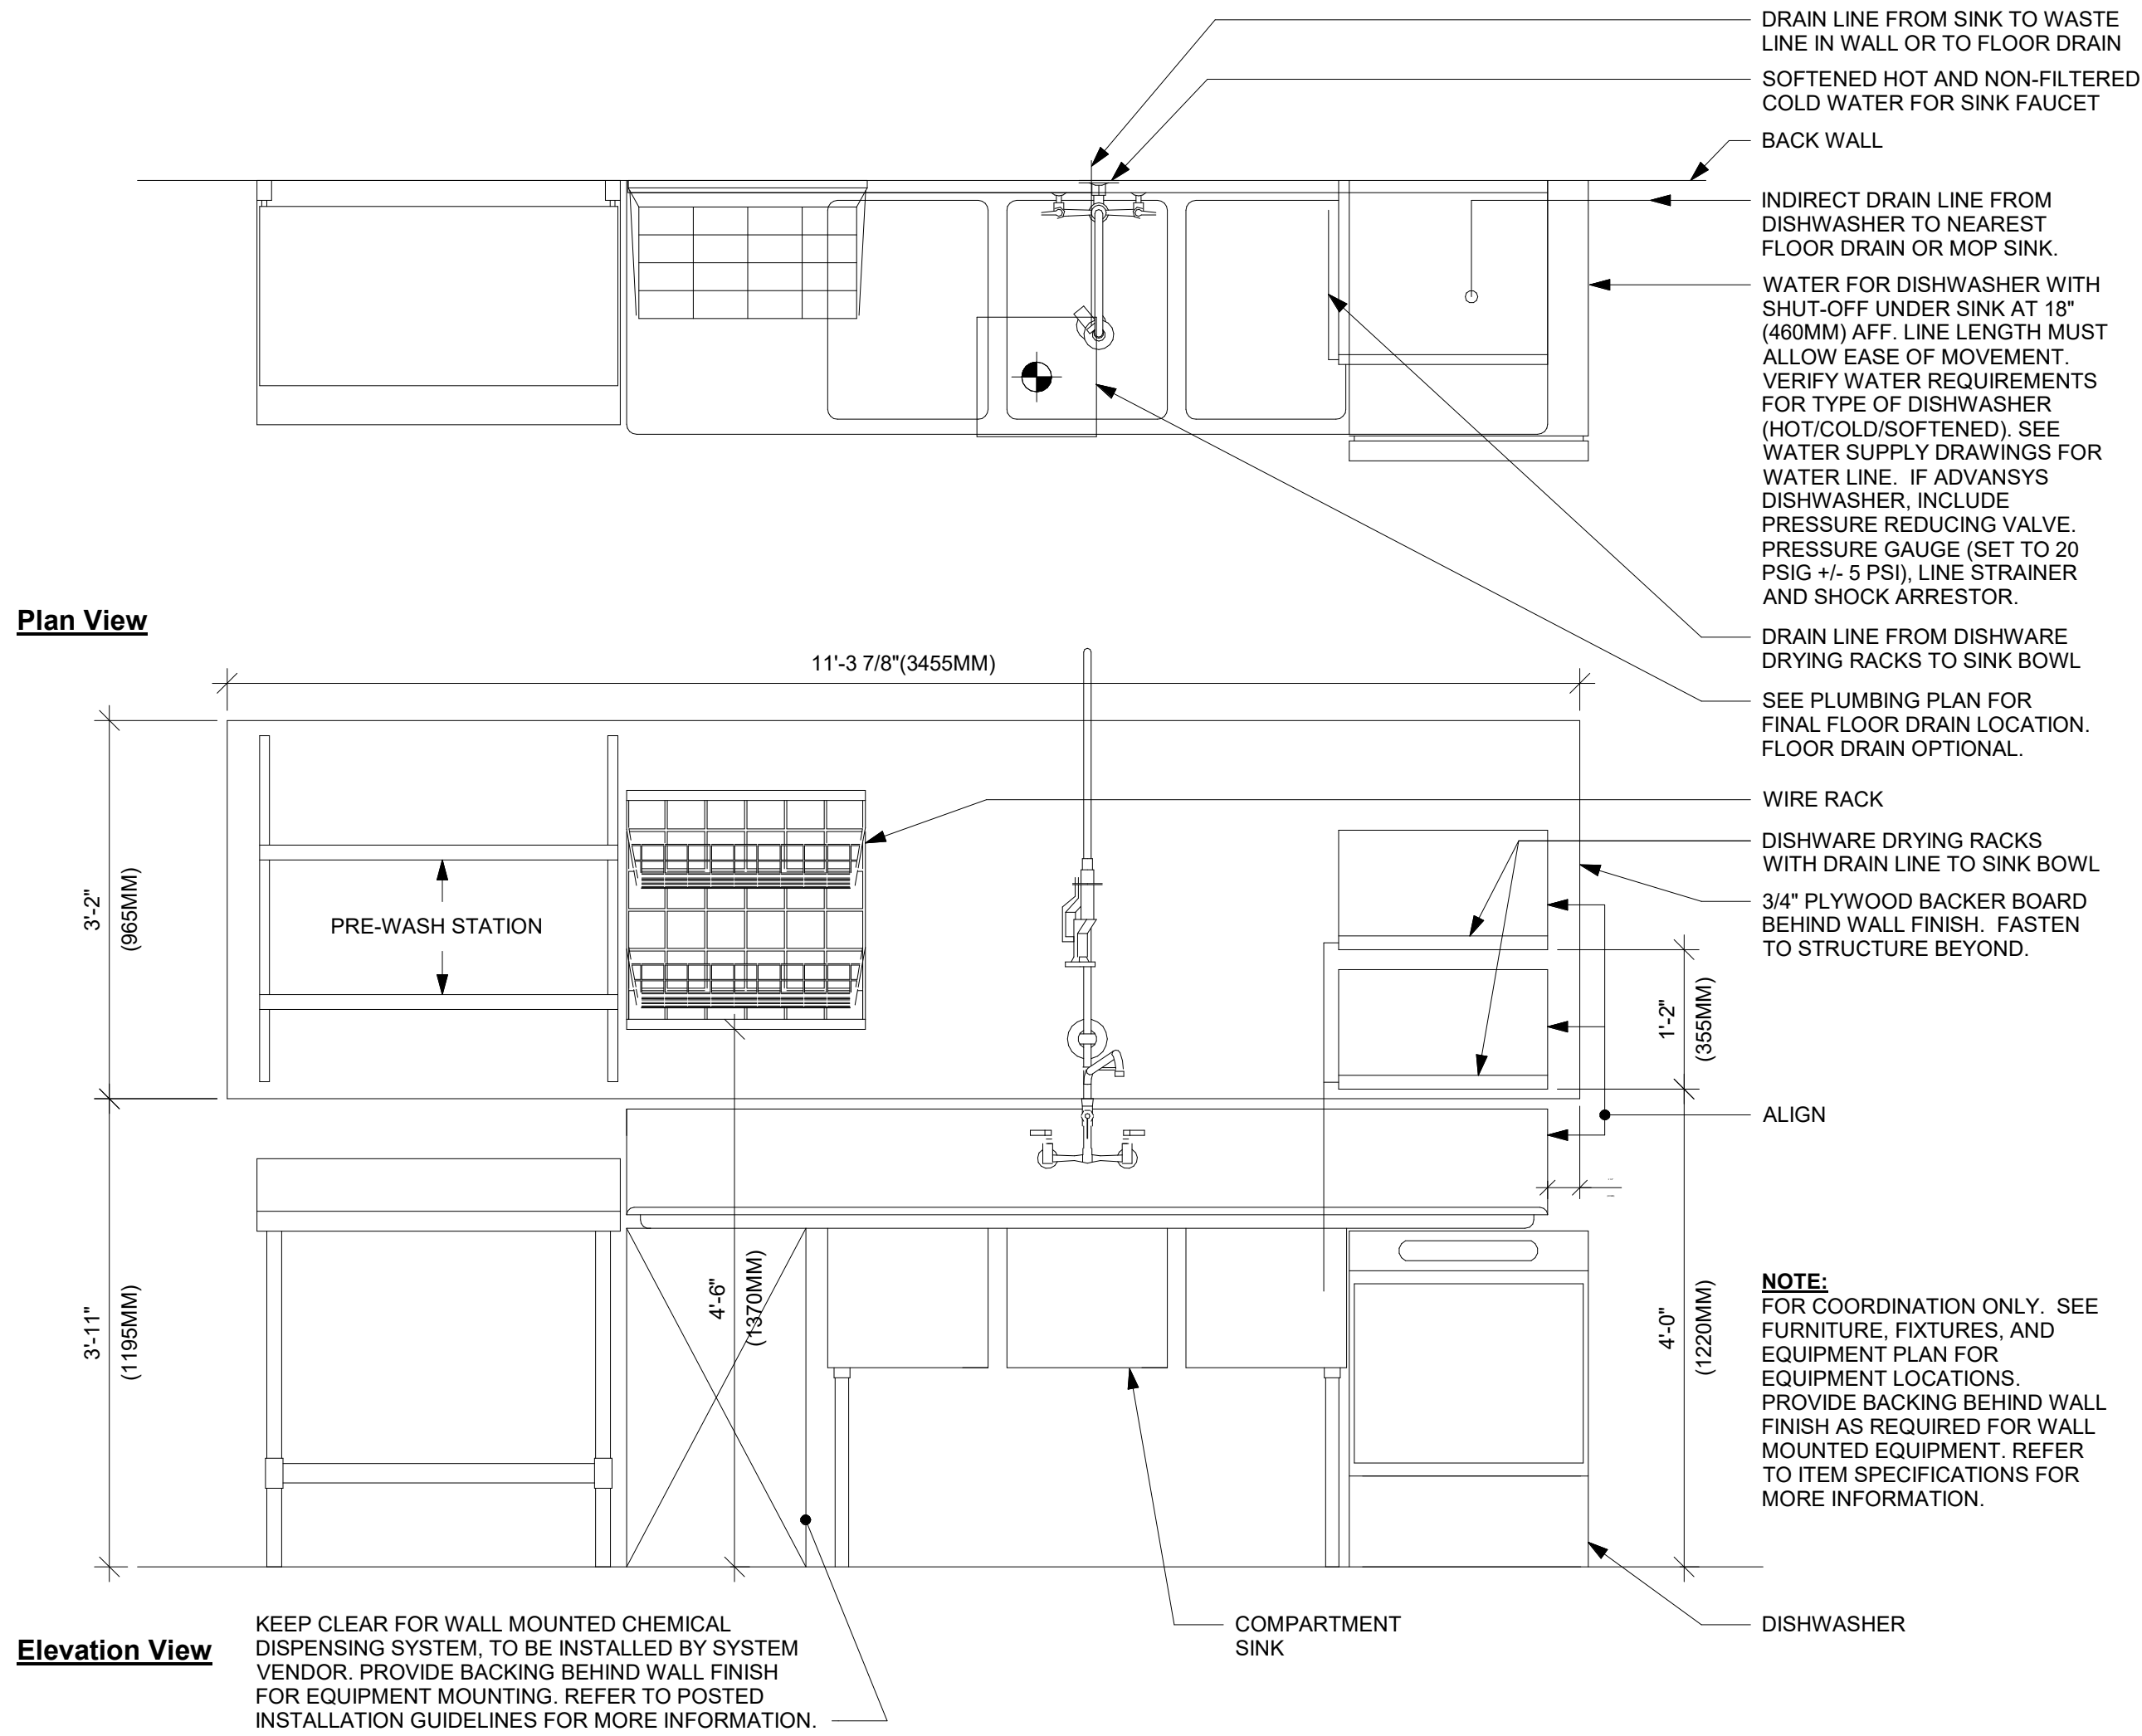 DRAIN LINE FROM SINK TO WASTE
LINE IN WALL OR TO FLOOR DRAIN
SOFTENED HOT AND NON-FILTERED
COLD WATER FOR SINK FAUCET
BACK WALL
INDIRECT DRAIN LINE FROM
DISHWASHER TO NEAREST
FLOOR DRAIN OR MOP SINK.
WATER FOR DISHWASHER WITH
SHUT-OFF UNDER SINK AT 18"
(460MM) AFF. LINE LENGTH MUST
ALLOW EASE OF MOVEMENT.
VERIFY WATER REQUIREMENTS
FOR TYPE OF DISHWASHER
(HOT/COLD/SOFTENED). SEE
WATER SUPPLY DRAWINGS FOR
WATER LINE.  IF ADVANSYS
DISHWASHER, INCLUDE
PRESSURE REDUCING VALVE.
PRESSURE GAUGE (SET TO 20
PSIG +/- 5 PSI), LINE STRAINER
AND SHOCK ARRESTOR.
Plan View
DRAIN LINE FROM DISHWARE
DRYING RACKS TO SINK BOWL
11'-3 7/8"(3455MM)
SEE PLUMBING PLAN FOR
FINAL FLOOR DRAIN LOCATION.
FLOOR DRAIN OPTIONAL.
WIRE RACK
DISHWARE DRYING RACKS
WITH DRAIN LINE TO SINK BOWL
3/4" PLYWOOD BACKER BOARD
BEHIND WALL FINISH.  FASTEN
TO STRUCTURE BEYOND.
3'-2"
(965MM)
PRE-WASH STATION
1'-2"
(355MM)
ALIGN
3'-11"
(1195MM)
4'-6"
(1370MM)
4'-0"
(1220MM)
NOTE:
FOR COORDINATION ONLY.  SEE
FURNITURE, FIXTURES, AND
EQUIPMENT PLAN FOR
EQUIPMENT LOCATIONS.
PROVIDE BACKING BEHIND WALL
FINISH AS REQUIRED FOR WALL
MOUNTED EQUIPMENT. REFER
TO ITEM SPECIFICATIONS FOR
MORE INFORMATION.
Elevation View
KEEP CLEAR FOR WALL MOUNTED CHEMICAL
DISPENSING SYSTEM, TO BE INSTALLED BY SYSTEM
VENDOR. PROVIDE BACKING BEHIND WALL FINISH
FOR EQUIPMENT MOUNTING. REFER TO POSTED
INSTALLATION GUIDELINES FOR MORE INFORMATION.
COMPARTMENT
SINK
DISHWASHER